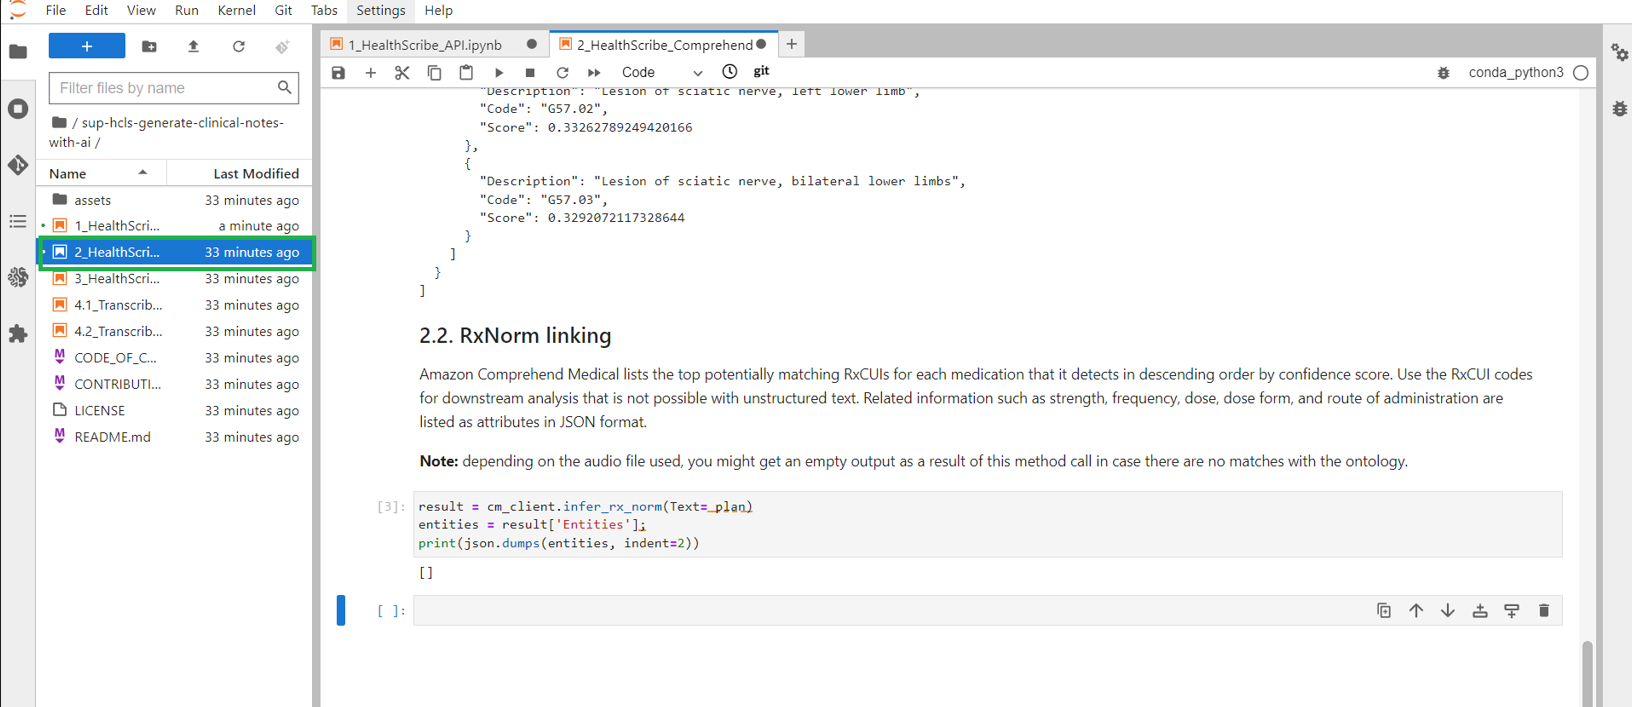 File Edit View Run Kernel Git Tabs Settings Help
+
Filter files by name
/ sup-hcls-generate-clinical-notes-
with-ai /
Name Last Modified
assets 33 minutes ago
1_HealthScri... a minute ago
2_HealthScri... 33 minutes ago
3_HealthScri... 33 minutes ago
4.1_Transcrib... 33 minutes ago
4.2_Transcrib... 33 minutes ago
CODE_OF_C... 33 minutes ago
CONTRIBUTI... 33 minutes ago
LICENSE 33 minutes ago
README.md 33 minutes ago
1_HealthScribe_API.ipynb 2_HealthScribe_Comprehend +
Code git conda_python3
"Description": "Lesion of sciatic nerve, left lower limb",
"Code": "G57.02",
"Score": 0.33262789249420166
},
{
"Description": "Lesion of sciatic nerve, bilateral lower limbs",
"Code": "G57.03",
"Score": 0.3292072117328644
}
]
}
]
2.2. RxNorm linking
Amazon Comprehend Medical lists the top potentially matching RxCUIs for each medication that it detects in descending order by confidence score. Use the RxCUI codes
for downstream analysis that is not possible with unstructured text. Related information such as strength, frequency, dose, dose form, and route of administration are
listed as attributes in JSON format.
Note: depending on the audio file used, you might get an empty output as a result of this method call in case there are no matches with the ontology.
[3]: result = cm_client.infer_rx_norm(Text= plan)
entities = result['Entities'];
print(json.dumps(entities, indent=2))
[]
[ ]: